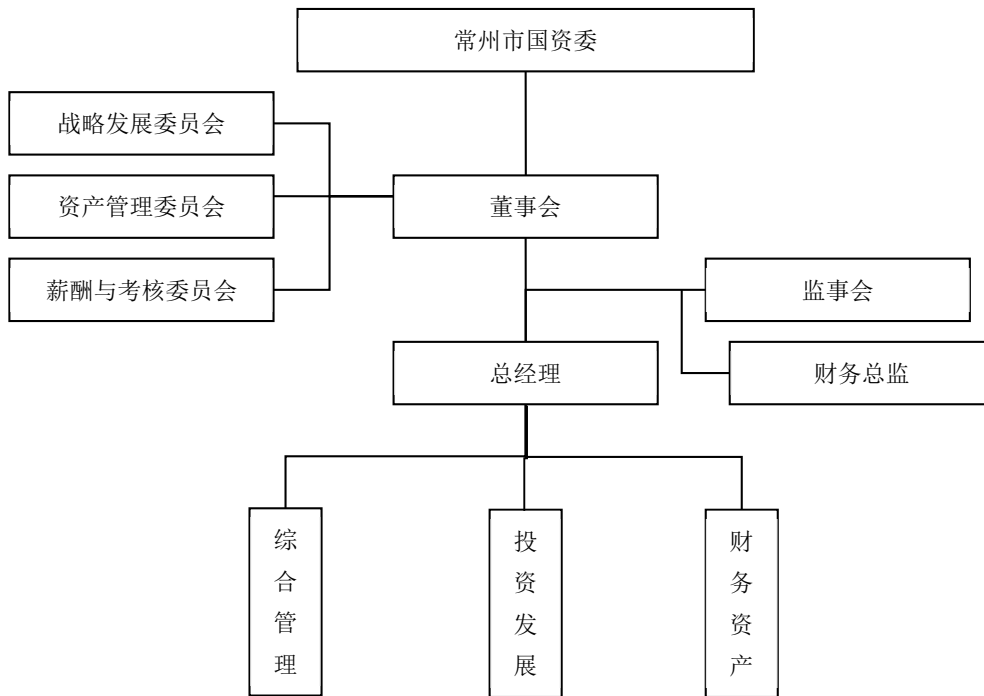 常州市国资委
战略发展委员会
资产管理委员会
董事会
薪酬与考核委员会
监事会
总经理
财务总监
综合管理
投资发展
财务资产